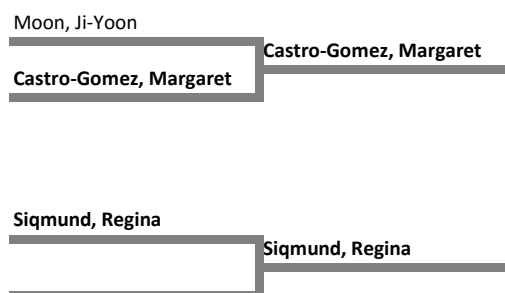 Moon, Ji-Yoon
Castro-Gomez, Margaret
Castro-Gomez, Margaret
Siqmund, Regina
Siqmund, Regina